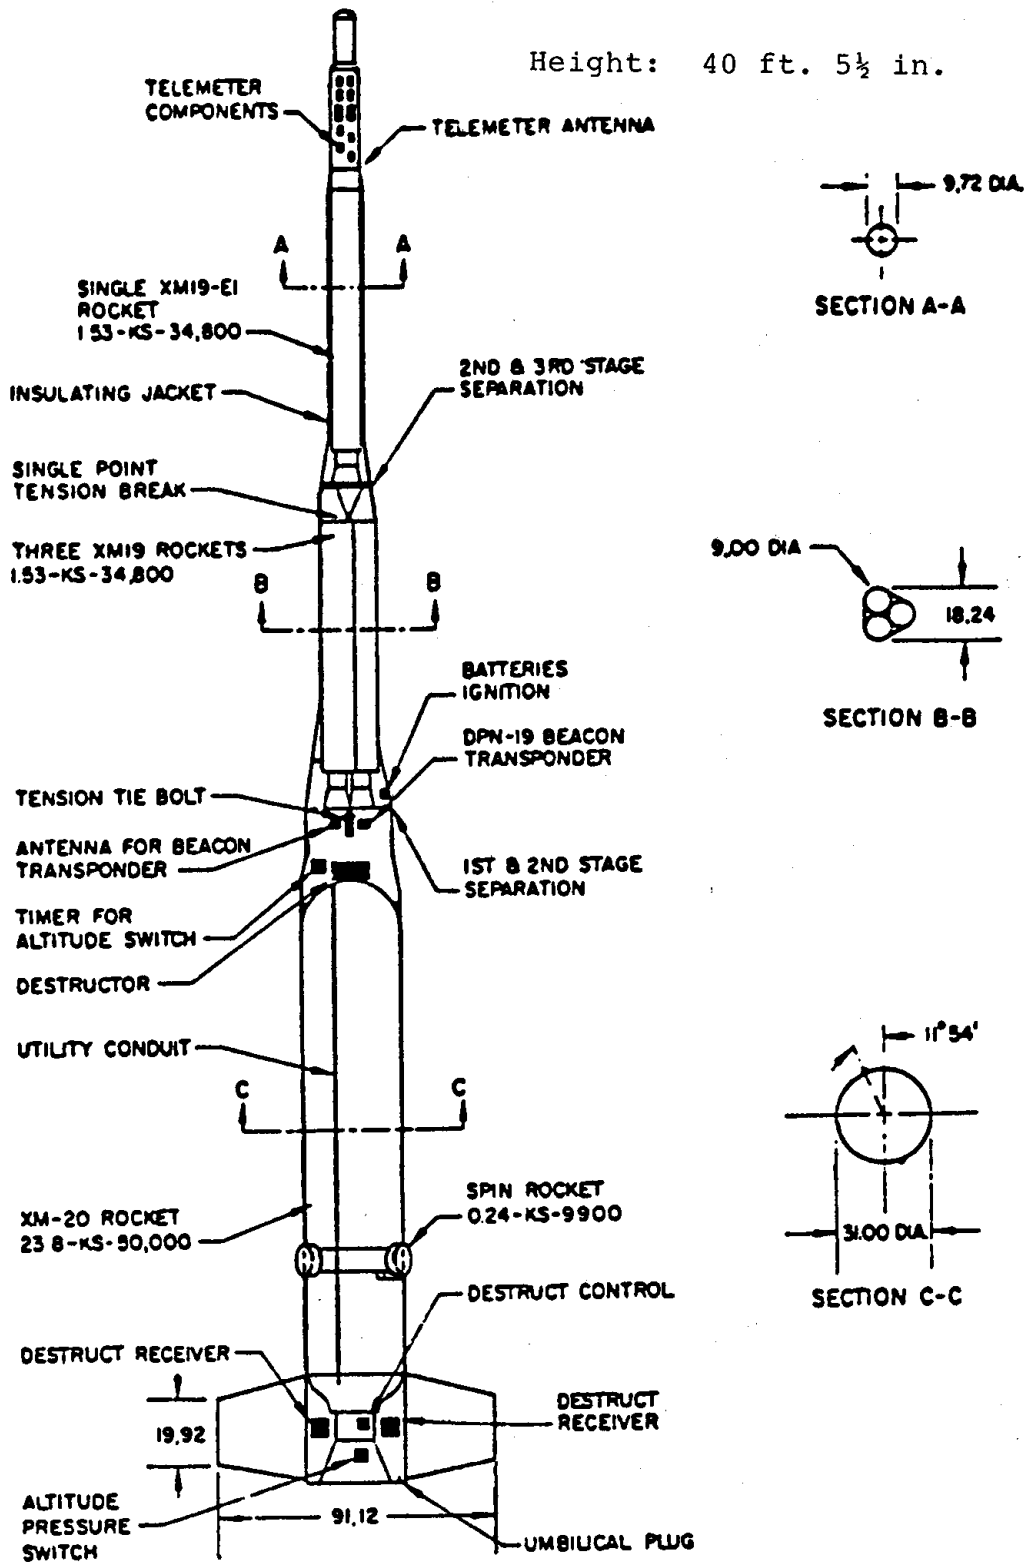 Height: 40 ft. 5½ in.
TELEMETER
COMPONENTS
TELEMETER ANTENNA
9,72 DIA.
A
A
SECTION A-A
SINGLE XM19-E1
ROCKET
1 53-KS-34,800
2ND & 3RD STAGE
SEPARATION
INSULATING JACKET
SINGLE POINT
TENSION BREAK
THREE XM19 ROCKETS
1.53-KS-34,800
9,00 DIA
B
B
18,24
SECTION B-B
BATTERIES
IGNITION
DPN-19 BEACON
TRANSPONDER
TENSION TIE BOLT
ANTENNA FOR BEACON
TRANSPONDER
1ST & 2ND STAGE
SEPARATION
TIMER FOR
ALTITUDE SWITCH
DESTRUCTOR
UTILITY CONDUIT
11° 54'
C
C
XM-20 ROCKET
23 8-KS-50,000
SPIN ROCKET
0.24-KS-9900
31.00 DIA.
SECTION C-C
DESTRUCT CONTROL
DESTRUCT RECEIVER
DESTRUCT
RECEIVER
19,92
91,12
ALTITUDE
PRESSURE
SWITCH
UMBILICAL PLUG